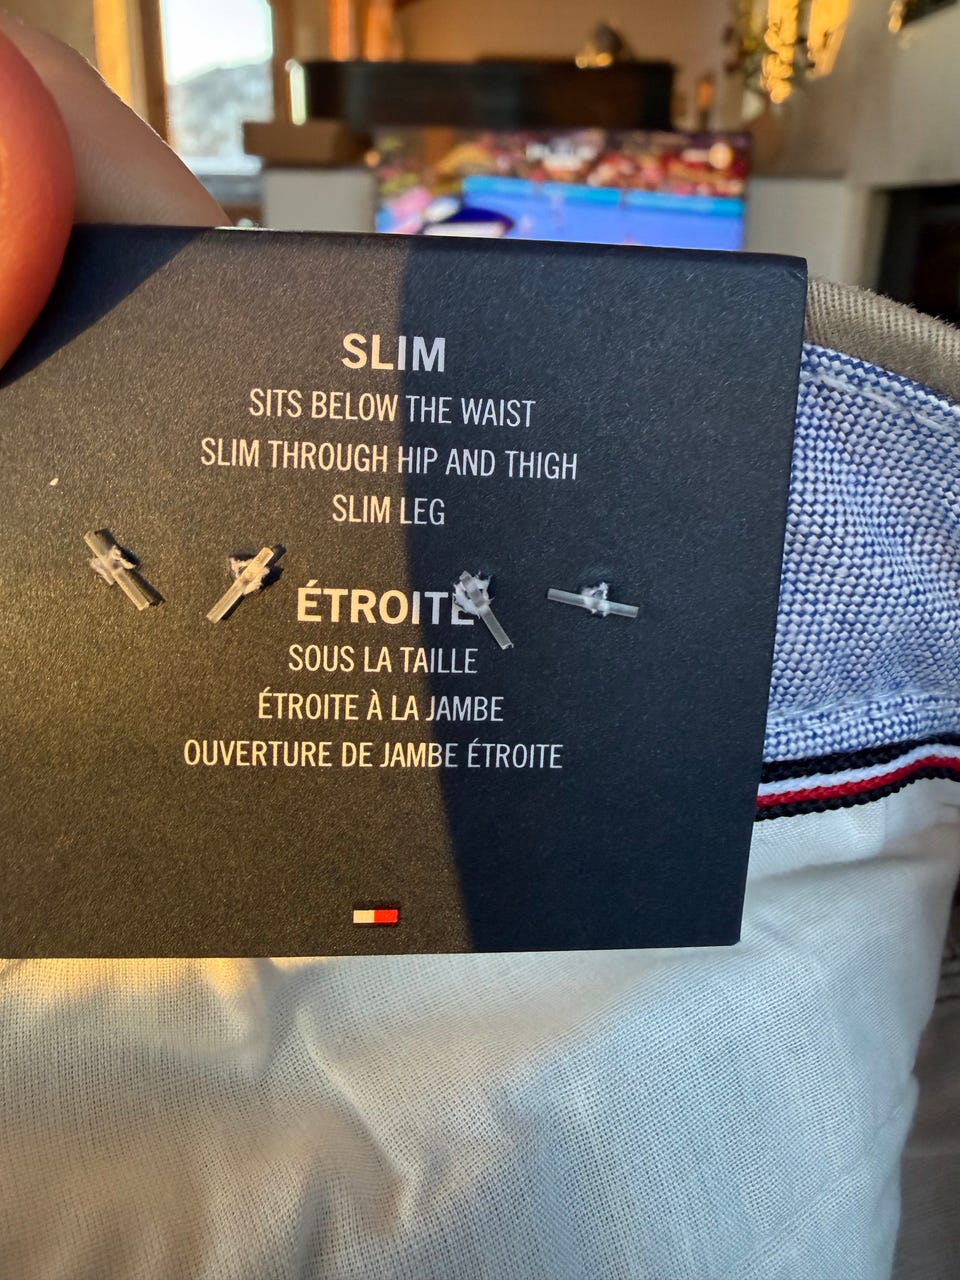 SLIM
SITS BELOW THE WAIST
SLIM THROUGH HIP AND THIGH
SLIM LEG
ÉTROITE
SOUS LA TAILLE
ÉTROITE À LA JAMBE
OUVERTURE DE JAMBE ÉTROITE